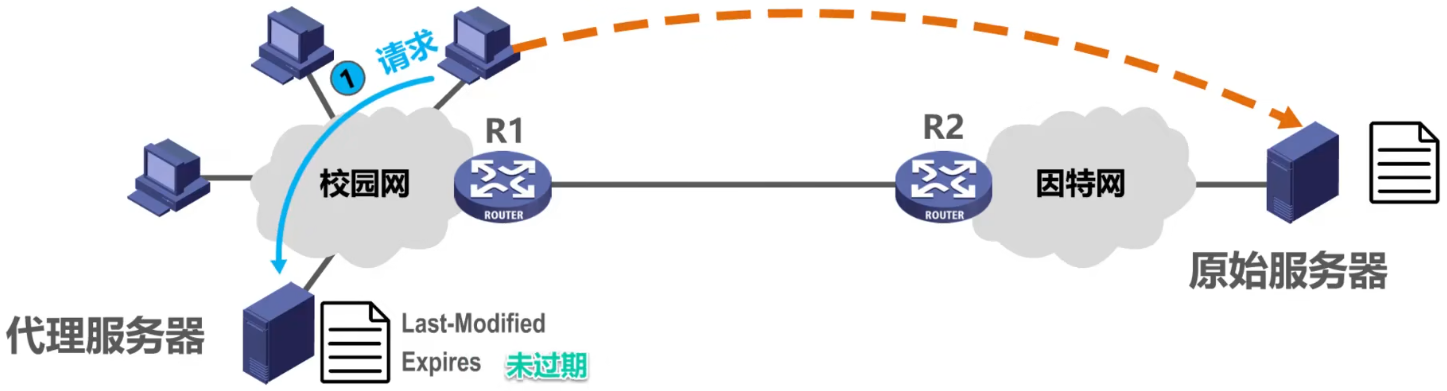 ① 请求
R1
R2
校园网
因特网
ROUTER
ROUTER
原始服务器
代理服务器
Last-Modified
Expires 未过期